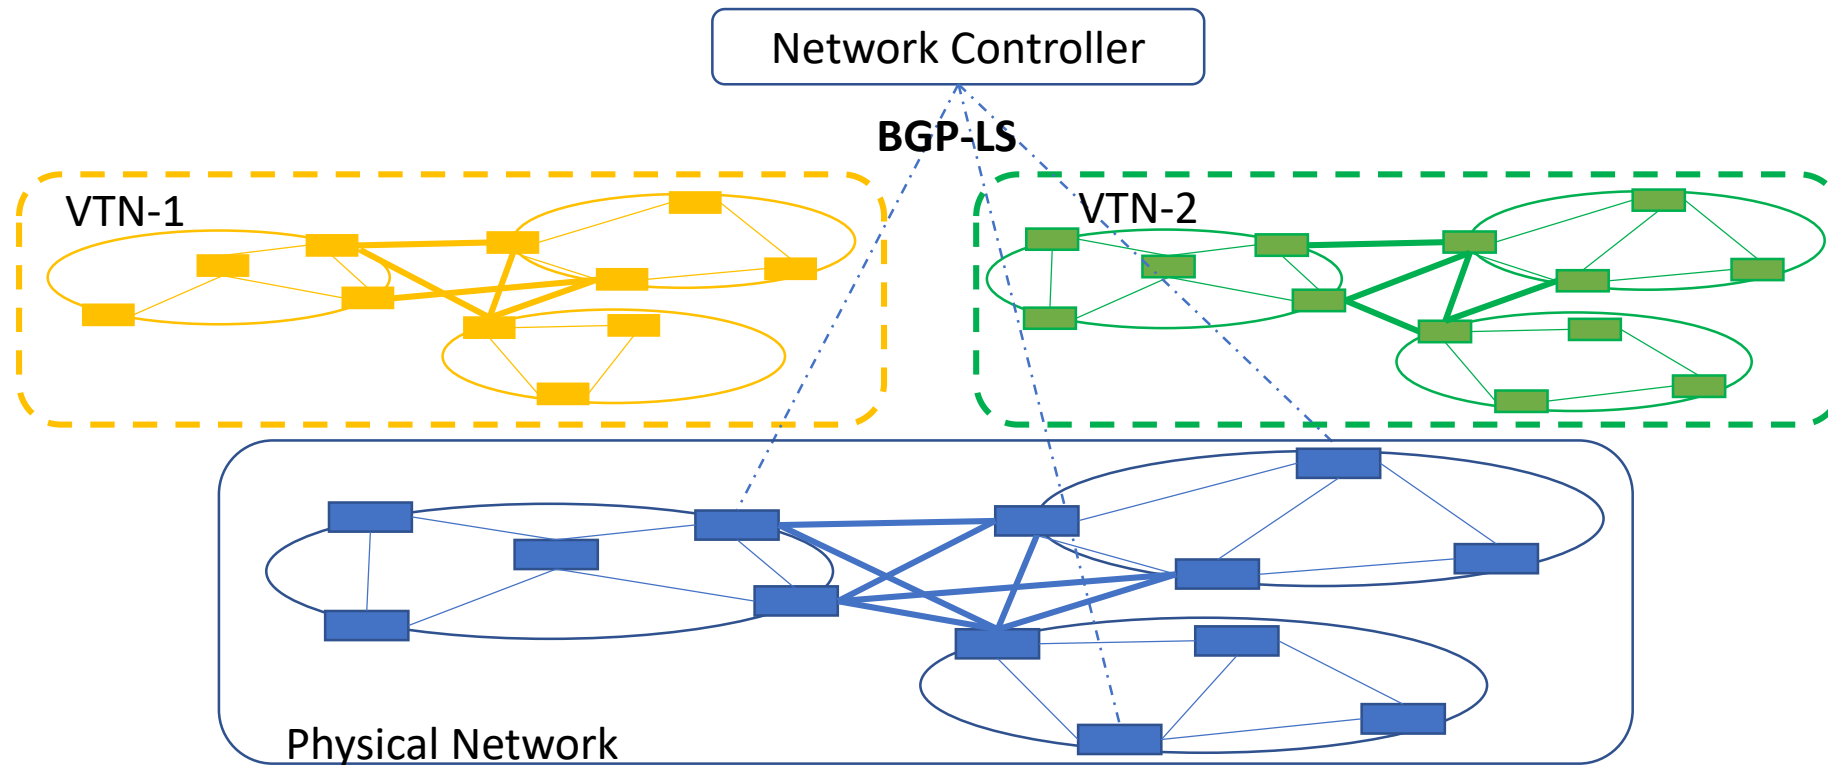 Network Controller
BGP-LS
VTN-1
VTN-2
Physical Network